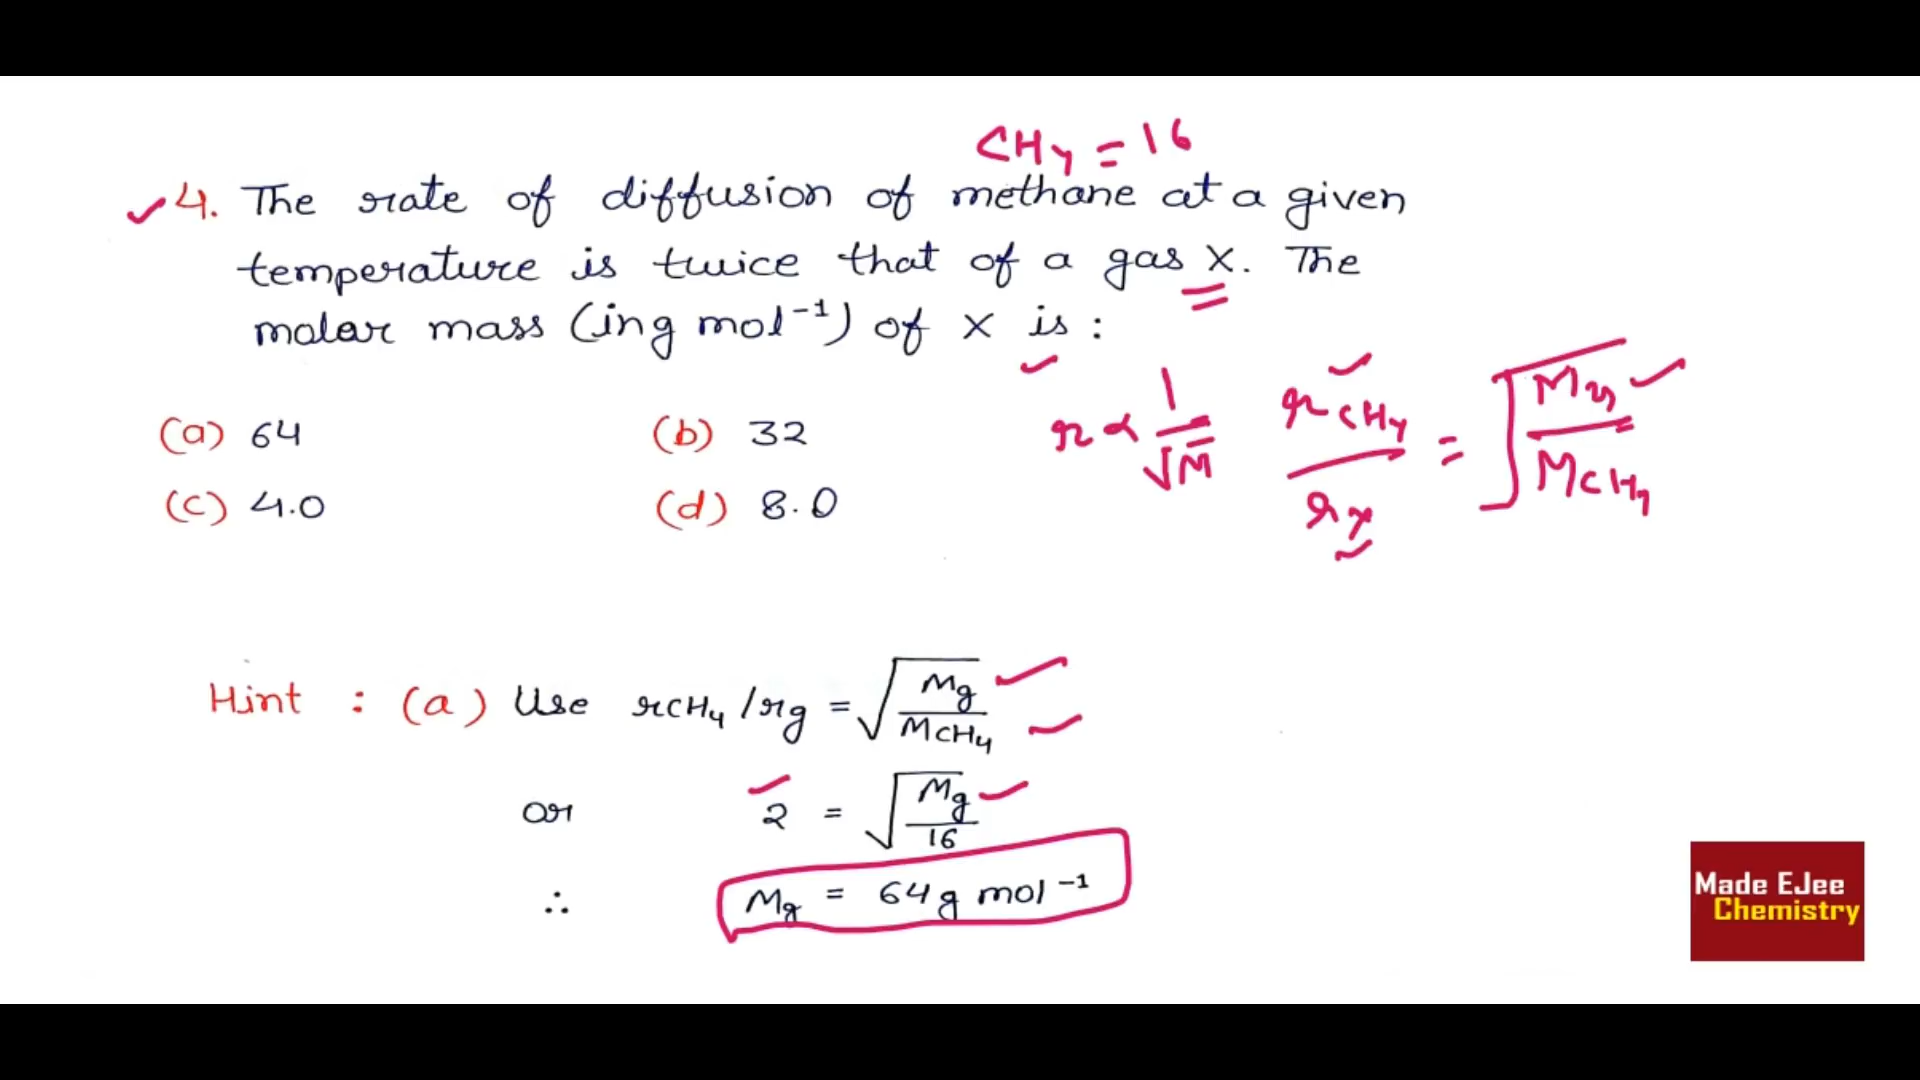 CH4 = 16
4. The rate of diffusion of methane at a given
temperature is twice that of a gas X. The
molar mass (in g mol⁻¹) of X is :
(a) 64 (b) 32
(c) 4.0 (d) 8.0
r ∝ 1/√M rCH4/rx = √Mx/MCH4
Hint : (a) Use rCH4/rg = √Mg/MCH4
or 2 = √Mg/16
∴ Mg = 64 g mol⁻¹
Made EJee
Chemistry